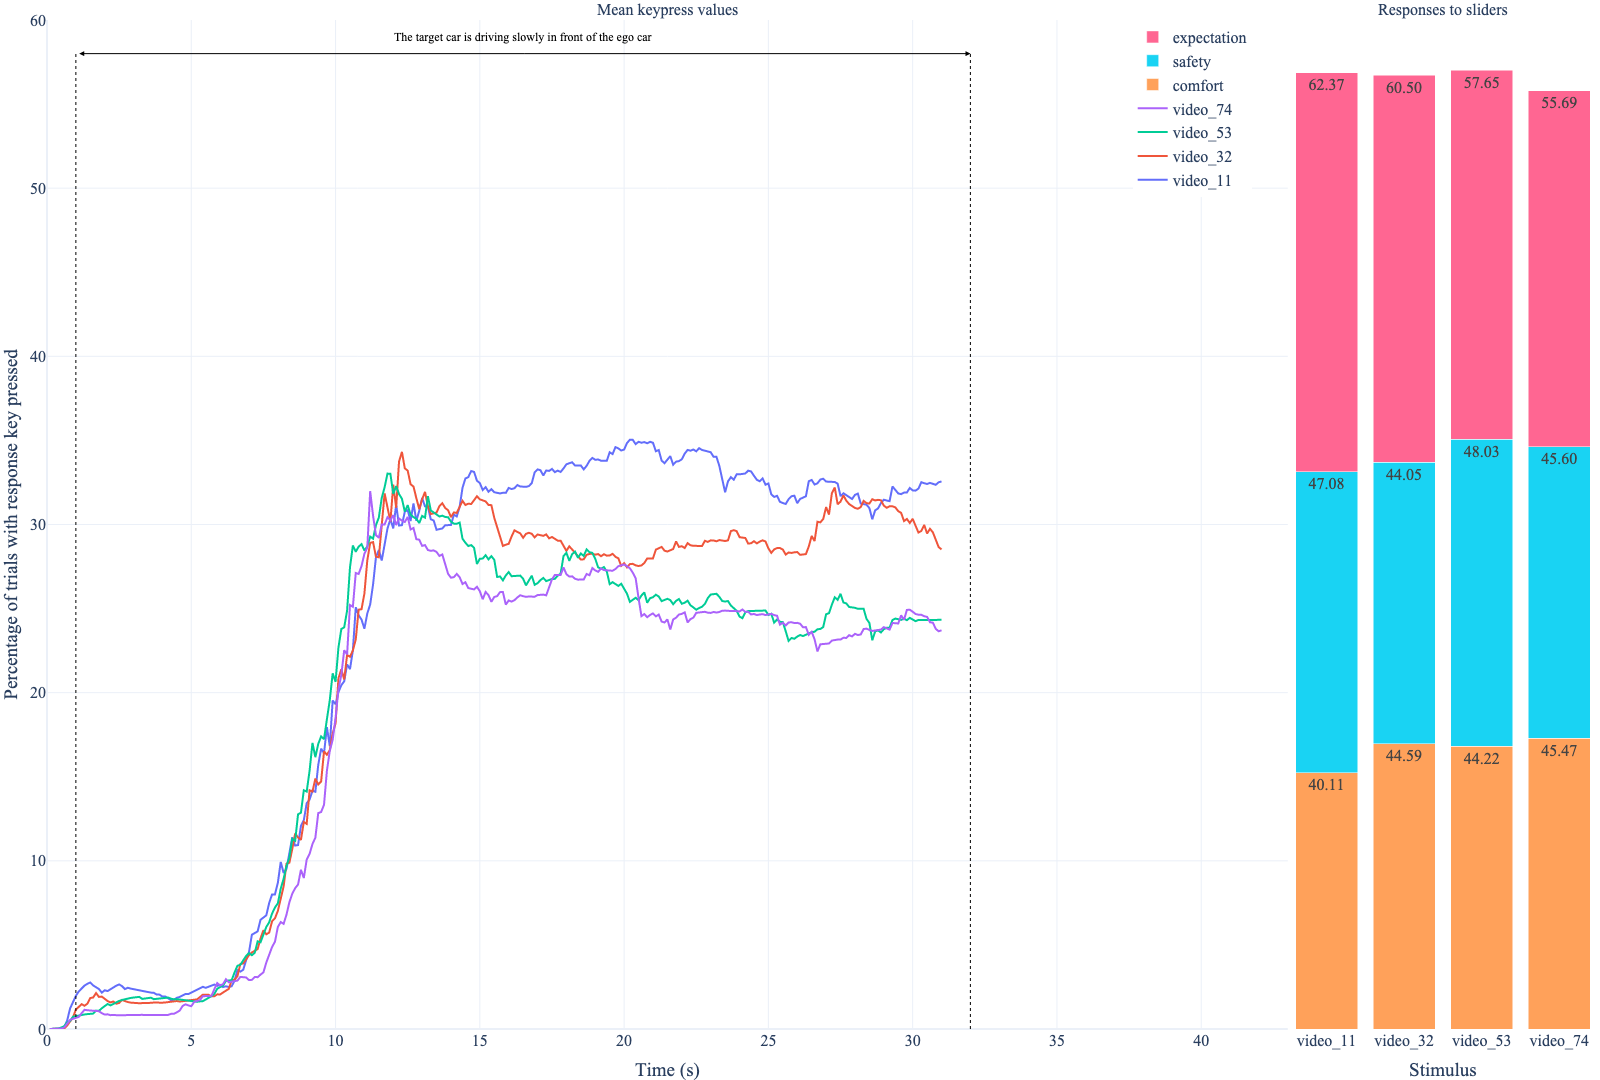 Mean keypress values
Responses to sliders
The target car is driving slowly in front of the ego car
expectation
safety
comfort
video_74
video_53
video_32
video_11
Percentage of trials with response key pressed
60
50
40
30
20
10
0
0 5 10 15 20 25 30 35 40
Time (s)
62.37 60.50 57.65 55.69
47.08 44.05 48.03 45.60
40.11 44.59 44.22 45.47
video_11 video_32 video_53 video_74
Stimulus